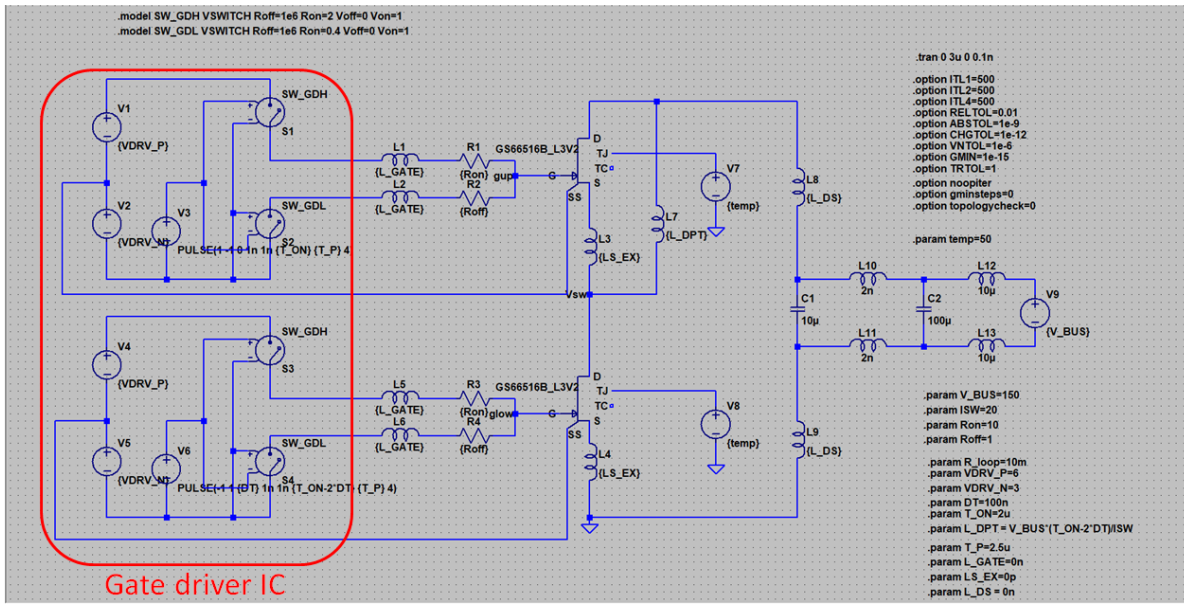 .model SW_GDH VSWITCH Roff=1e6 Ron=2 Voff=0 Von=1
.model SW_GDL VSWITCH Roff=1e6 Ron=0.4 Voff=0 Von=1
.tran 0 3u 0 0.1n
.option ITL1=500
.option ITL2=500
.option ITL4=500
.option RELTOL=0.01
.option ABSTOL=1e-9
.option CHGTOL=1e-12
.option VNTOL=1e-6
.option GMIN=1e-15
.option TRTOL=1
.option noopiter
.option gminsteps=0
.option topologycheck=0
.param temp=50
V1
{VDRV_P}
SW_GDH
S1
V2
{VDRV_N}
V3
SW_GDL
S2
PULSE(1 -1 0 1n 1n {T_ON} {T_P} 4)
L1
{L_GATE}
R1
{Ron}
L2
{L_GATE}
R2
{Roff}
gup
GS66516B_L3V2
D
TJ
TC
G
S
SS
L3
{LS_EX}
V7
{temp}
L7
{L_DPT}
L8
{L_DS}
Vsw
L10
2n
L12
10µ
C1
10µ
C2
100µ
V9
{V_BUS}
L11
2n
L13
10µ
V4
{VDRV_P}
SW_GDH
S3
V5
{VDRV_N}
V6
SW_GDL
S4
PULSE(-1 1 {DT} 1n 1n {T_ON-2*DT} {T_P} 4)
L5
{L_GATE}
R3
{Ron}
L6
{L_GATE}
R4
{Roff}
glow
GS66516B_L3V2
D
TJ
TC
G
S
SS
L4
{LS_EX}
V8
{temp}
L9
{L_DS}
.param V_BUS=150
.param ISW=20
.param Ron=10
.param Roff=1
.param R_loop=10m
.param VDRV_P=6
.param VDRV_N=3
.param DT=100n
.param T_ON=2u
.param L_DPT = V_BUS*(T_ON-2*DT)/ISW
.param T_P=2.5u
.param L_GATE=0n
.param LS_EX=0p
.param L_DS = 0n
Gate driver IC